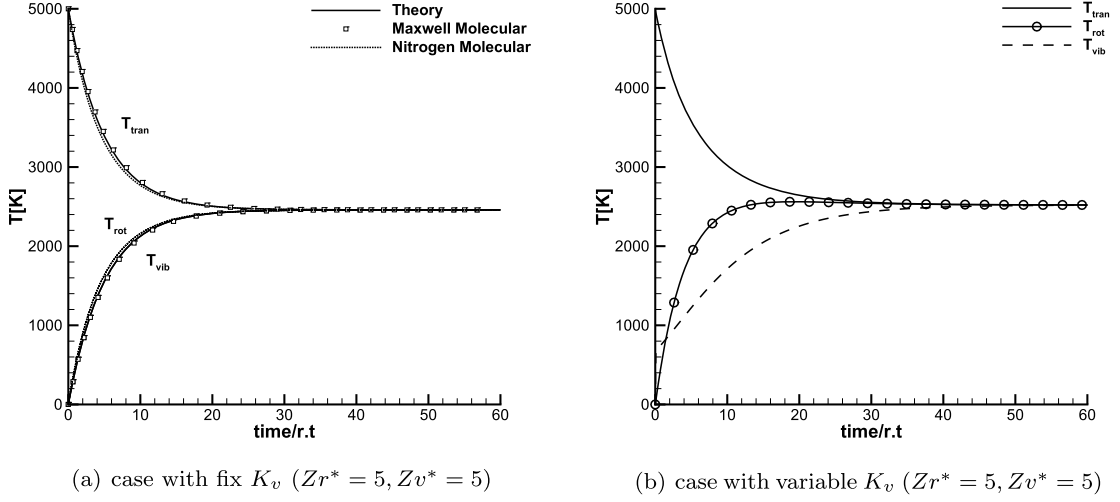 5000
4000
3000
2000
1000
0
T[K]
0 10 20 30 40 50 60
time/r.t
Theory
Maxwell Molecular
Nitrogen Molecular
T_tran
T_rot
T_vib
(a) case with fix K_v (Zr* = 5, Zv* = 5)
5000
4000
3000
2000
1000
0
T[K]
0 10 20 30 40 50 60
time/r.t
T_tran
T_rot
T_vib
(b) case with variable K_v (Zr* = 5, Zv* = 5)